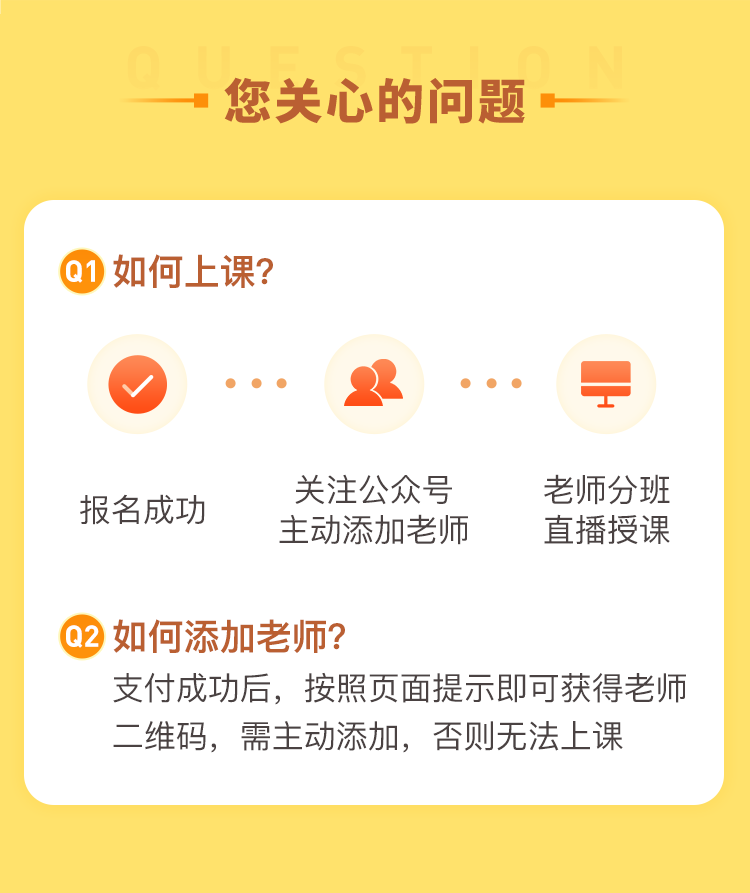 QUESTION
您关心的问题
Q1 如何上课?
报名成功
关注公众号
主动添加老师
老师分班
直播授课
Q2 如何添加老师?
支付成功后，按照页面提示即可获得老师
二维码，需主动添加，否则无法上课